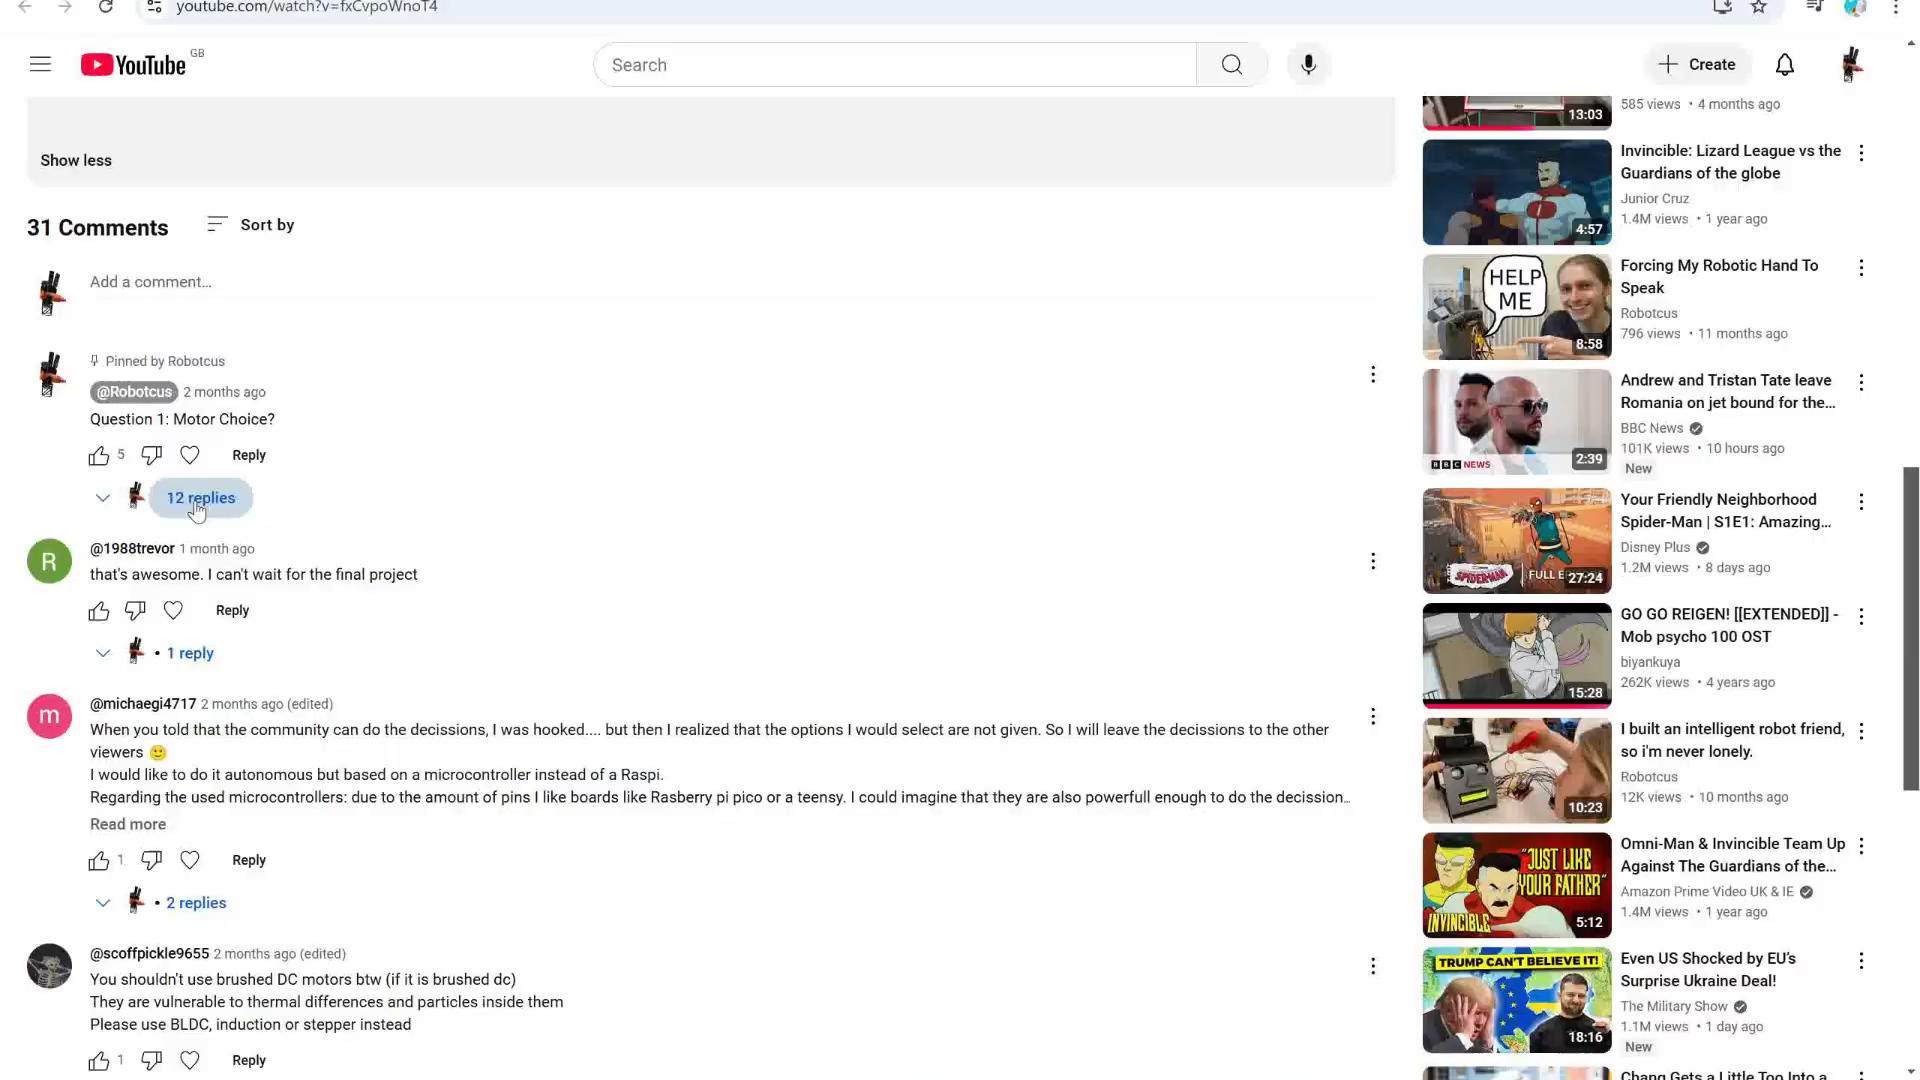 youtube.com/watch?v=fxCvpoWnoT4
YouTube GB
Search
Create
Show less
31 Comments
Sort by
Add a comment...
Pinned by Robotcus
@Robotcus 2 months ago
Question 1: Motor Choice?
5
Reply
12 replies
R
@1988trevor 1 month ago
that's awesome. I can't wait for the final project
Reply
• 1 reply
m
@michaegi4717 2 months ago (edited)
When you told that the community can do the decissions, I was hooked.... but then I realized that the options I would select are not given. So I will leave the decissions to the other
viewers 🙂
I would like to do it autonomous but based on a microcontroller instead of a Raspi.
Regarding the used microcontrollers: due to the amount of pins I like boards like Rasberry pi pico or a teensy. I could imagine that they are also powerfull enough to do the decission...
Read more
1
Reply
• 2 replies
@scoffpickle9655 2 months ago (edited)
You shouldn't use brushed DC motors btw (if it is brushed dc)
They are vulnerable to thermal differences and particles inside them
Please use BLDC, induction or stepper instead
1
Reply
13:03
585 views • 4 months ago
4:57
Invincible: Lizard League vs the
Guardians of the globe
Junior Cruz
1.4M views • 1 year ago
HELP
ME
8:58
Forcing My Robotic Hand To
Speak
Robotcus
796 views • 11 months ago
BBC NEWS
2:39
Andrew and Tristan Tate leave
Romania on jet bound for the...
BBC News
101K views • 10 hours ago
New
SPIDER-MAN
FULL E
27:24
Your Friendly Neighborhood
Spider-Man | S1E1: Amazing...
Disney Plus
1.2M views • 8 days ago
15:28
GO GO REIGEN! [[EXTENDED]] -
Mob psycho 100 OST
biyankuya
262K views • 4 years ago
10:23
I built an intelligent robot friend,
so i'm never lonely.
Robotcus
12K views • 10 months ago
"JUST LIKE
YOUR FATHER"
INVINCIBLE
5:12
Omni-Man & Invincible Team Up
Against The Guardians of the...
Amazon Prime Video UK & IE
1.4M views • 1 year ago
TRUMP CAN'T BELIEVE IT!
18:16
Even US Shocked by EU's
Surprise Ukraine Deal!
The Military Show
1.1M views • 1 day ago
New
Chang Gets a Little Too Into a